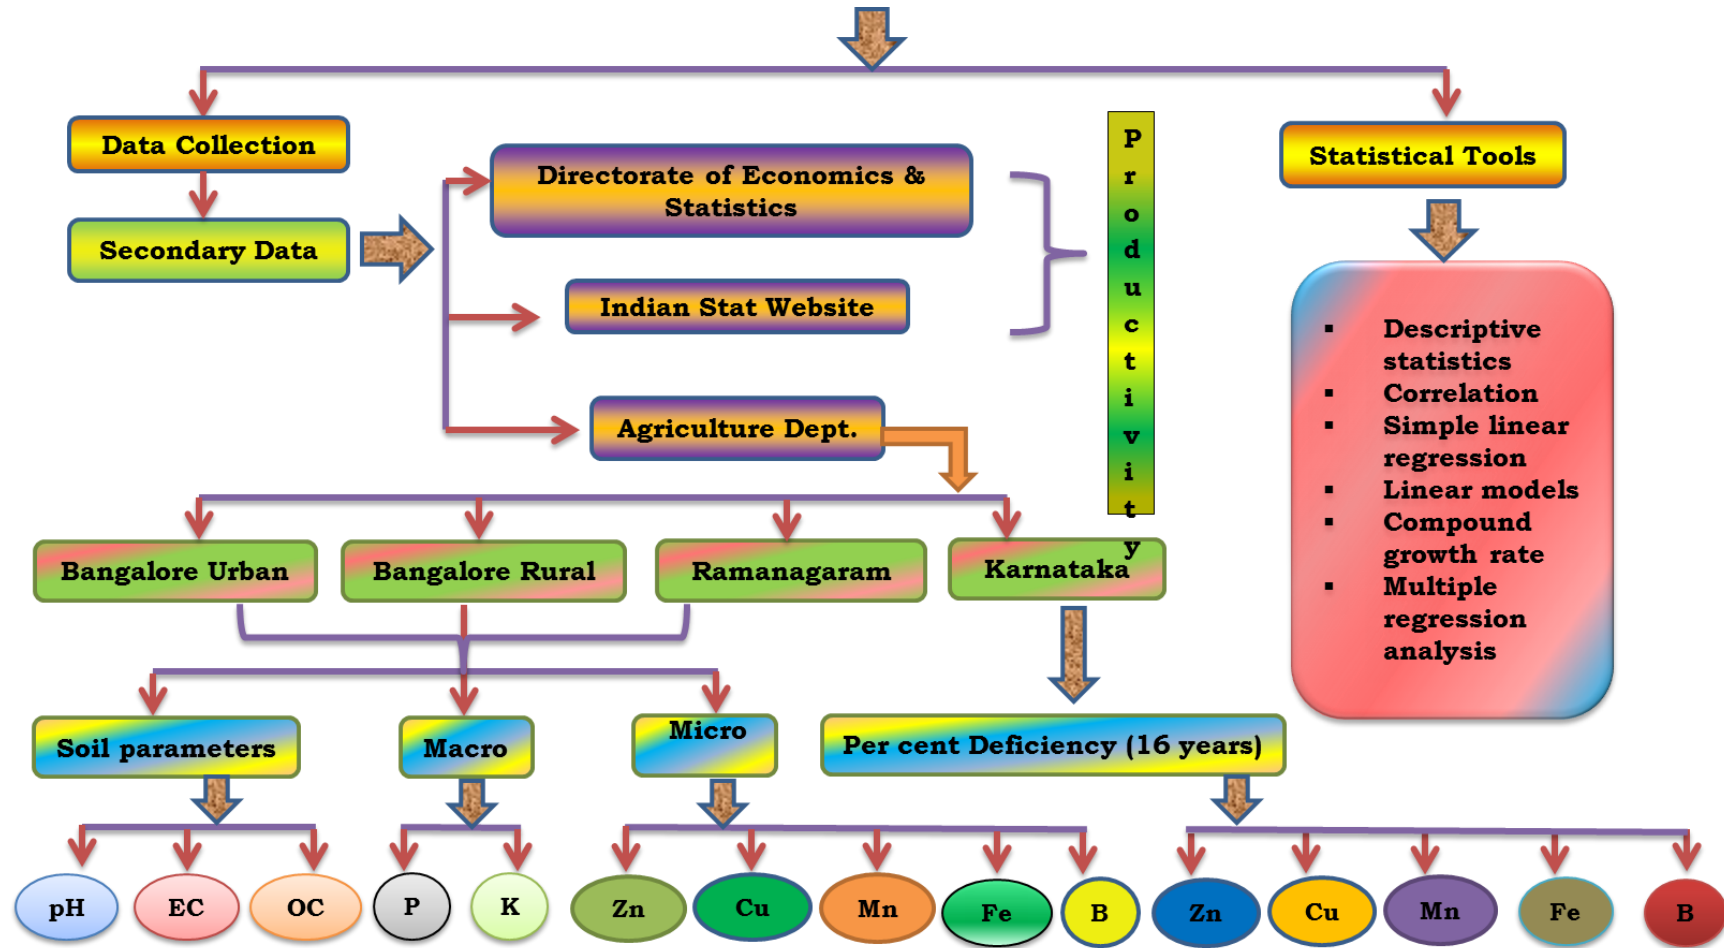 Data Collection
Secondary Data
Directorate of Economics &
Statistics
Indian Stat Website
Agriculture Dept.
Productivity
Statistical Tools
▪ Descriptive
statistics
▪ Correlation
▪ Simple linear
regression
▪ Linear models
▪ Compound
growth rate
▪ Multiple
regression
analysis
Bangalore Urban
Bangalore Rural
Ramanagaram
Karnataka
Soil parameters
Macro
Micro
Per cent Deficiency (16 years)
pH
EC
OC
P
K
Zn
Cu
Mn
Fe
B
Zn
Cu
Mn
Fe
B